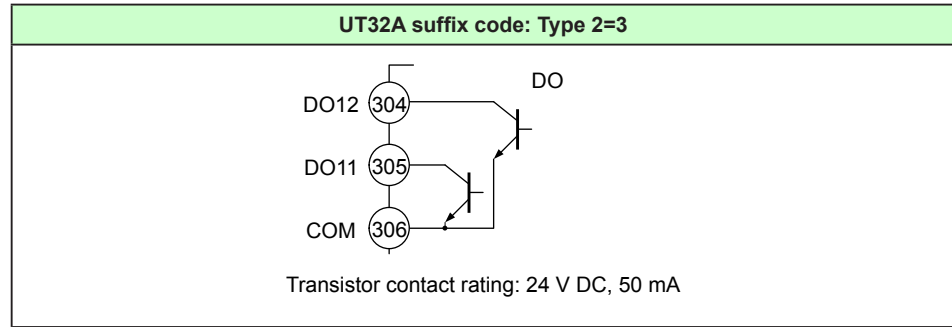 UT32A suffix code: Type 2=3
DO
DO12 304
DO11 305
COM 306
Transistor contact rating: 24 V DC, 50 mA